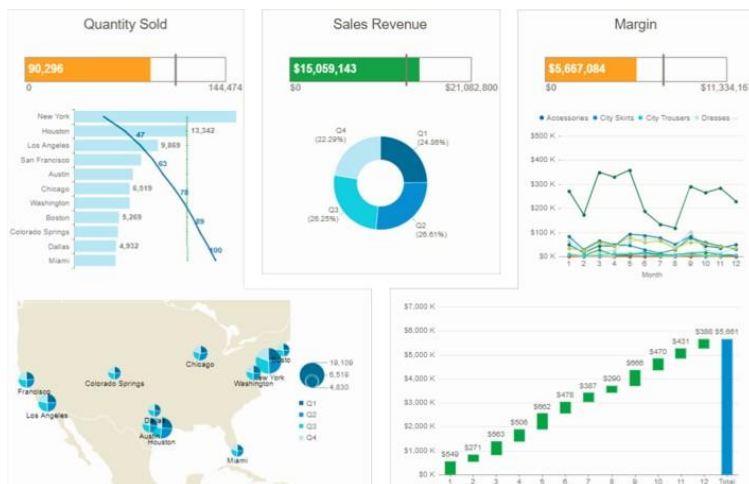 Quantity Sold
90,296
0
144,474
New York
Houston
13,342
47
Los Angeles
9,869
San Francisco
63
Austin
Chicago
6,519
78
Washington
Boston
5,269
89
Colorado Springs
Dallas
4,932
100
Miami
Sales Revenue
$15,059,143
$0
$21,082,800
Q4
(22.29%)
Q1
(24.86%)
Q3
(26.25%)
Q2
(26.61%)
Margin
$5,667,084
$0
$11,334,16
Accessories
City Skirts
City Trousers
Dresses
$500 K
$400 K
$300 K
$200 K
$100 K
$0 K
1 2 3 4 5 6 7 8 9 10 11 12
Month
Chicago
Francisco
Colorado Springs
New York
Washington
Los Angeles
Austin
Houston
Miami
19,109
6,519
4,830
Q1
Q2
Q3
Q4
$7,000 K
$6,000 K
$5,000 K
$4,000 K
$3,000 K
$2,000 K
$1,000 K
$0 K
$549
$271
$563
$506
$662
$478
$387
$290
$666
$470
$431
$388
$5,661
1 2 3 4 5 6 7 8 9 10 11 12 Total